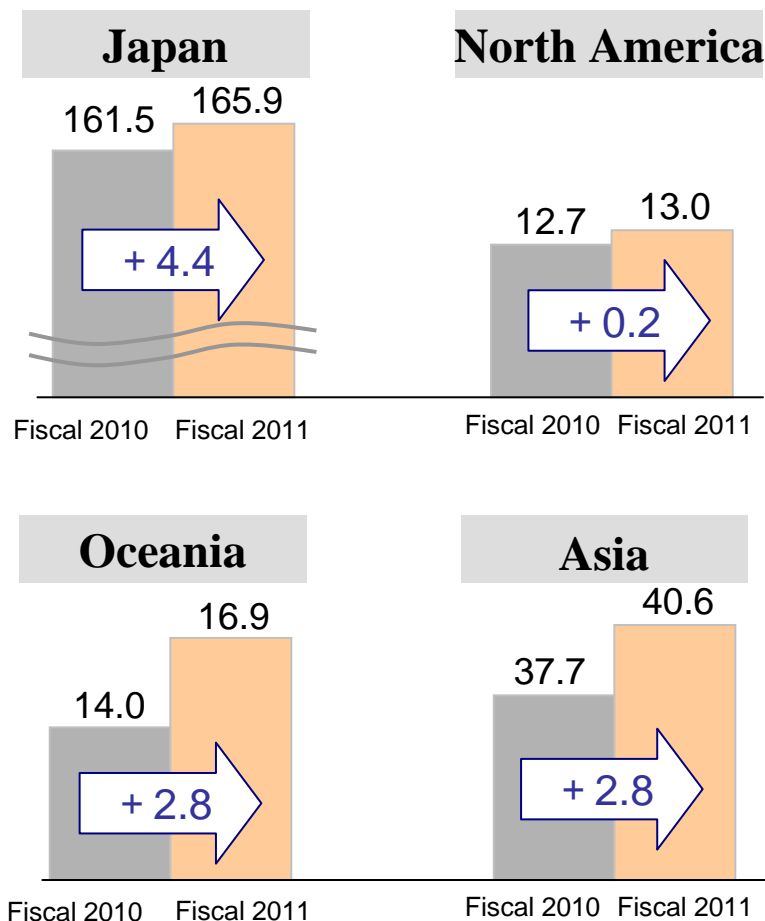 Japan
161.5
165.9
+ 4.4
Fiscal 2010
Fiscal 2011
North America
12.7
13.0
+ 0.2
Fiscal 2010
Fiscal 2011
Oceania
14.0
16.9
+ 2.8
Fiscal 2010
Fiscal 2011
Asia
37.7
40.6
+ 2.8
Fiscal 2010
Fiscal 2011